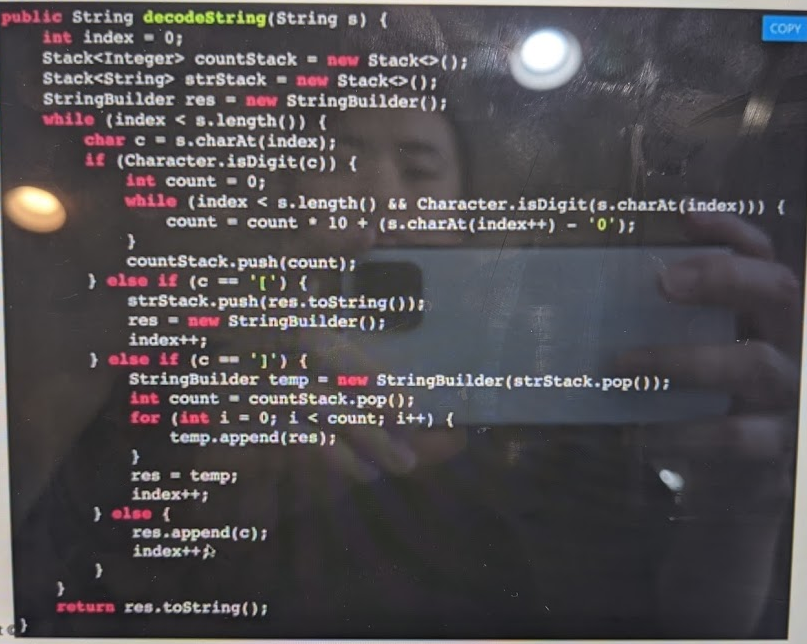 public String decodeString(String s) {
COPY
int index = 0;
Stack<Integer> countStack = new Stack<>();
Stack<String> strStack = new Stack<>();
StringBuilder res = new StringBuilder();
while (index < s.length()) {
char c = s.charAt(index);
if (Character.isDigit(c)) {
int count = 0;
while (index < s.length() && Character.isDigit(s.charAt(index))) {
count = count * 10 + (s.charAt(index++) - '0');
}
countStack.push(count);
} else if (c == '[') {
strStack.push(res.toString());
res = new StringBuilder();
index++;
} else if (c == ']') {
StringBuilder temp = new StringBuilder(strStack.pop());
int count = countStack.pop();
for (int i = 0; i < count; i++) {
temp.append(res);
}
res = temp;
index++;
} else {
res.append(c);
index++;
}
}
return res.toString();
}